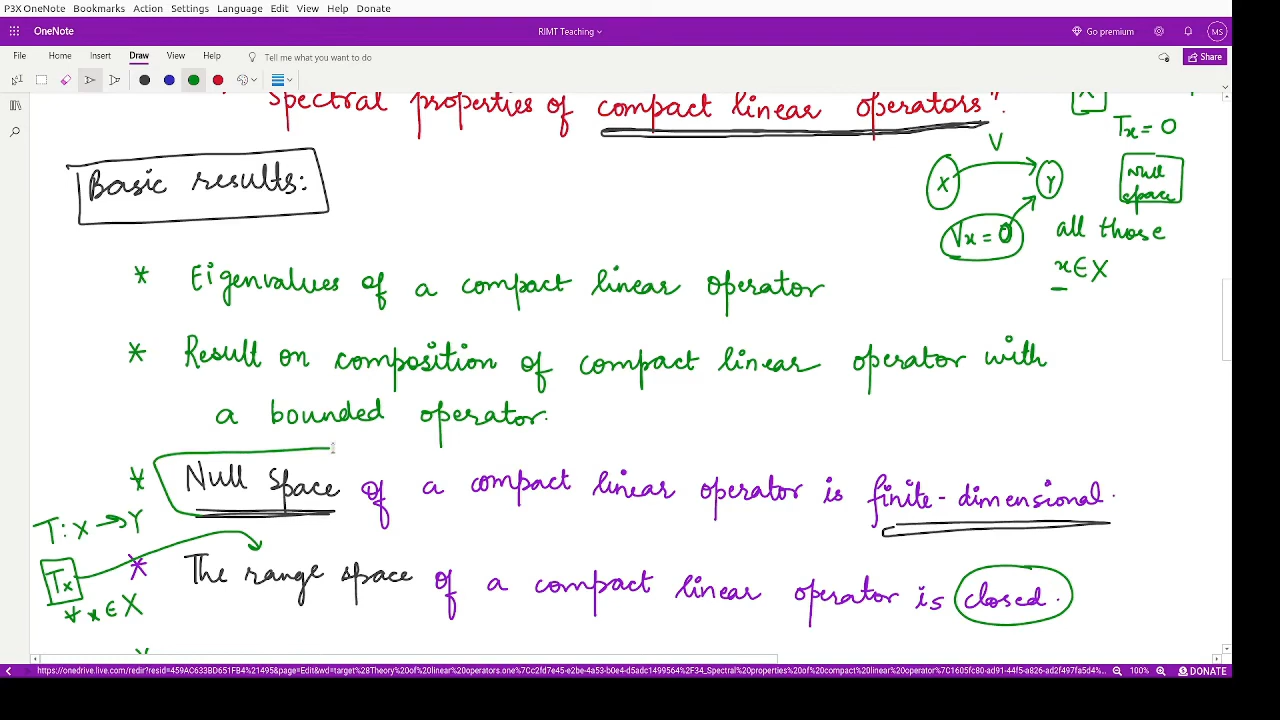 P3X OneNote File Bookmarks Action Settings Language Edit View Help Donate
OneNote
RIMT Teaching
Go premium
MS
File Home Insert Draw View Help Tell me what you want to do
Share
Spectral properties of compact linear operators".
X
Tx = 0
V
X
Y
Null
space
Vx = 0
all those
x ∈ X
Basic results:
* Eigenvalues of a compact linear operator
* Result on composition of compact linear operator with
a bounded operator.
* Null space of a compact linear operator is finite-dimensional.
T: X → Y
* The range space of a compact linear operator is closed.
Tx
∀ x ∈ X
100%
DONATE